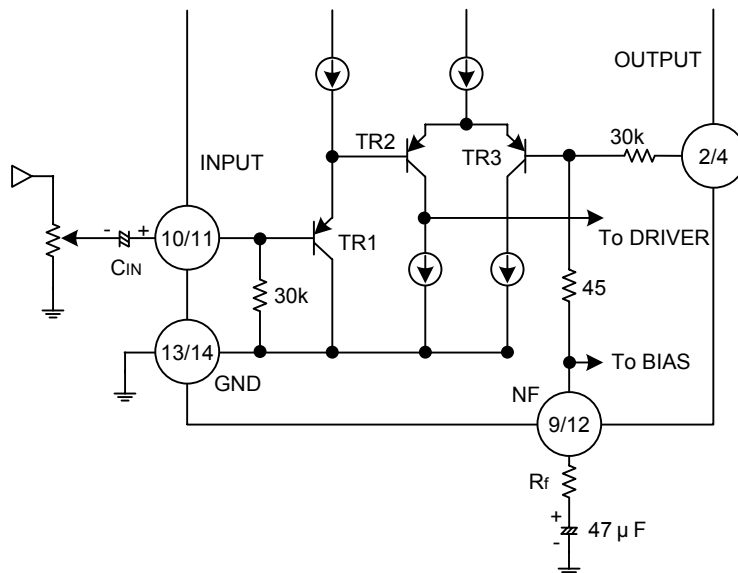 OUTPUT
TR2
TR3
30k
2/4
INPUT
- +
10/11
TR1
To DRIVER
CIN
30k
45
13/14
GND
To BIAS
NF
9/12
Rf
+
47 µ F
-